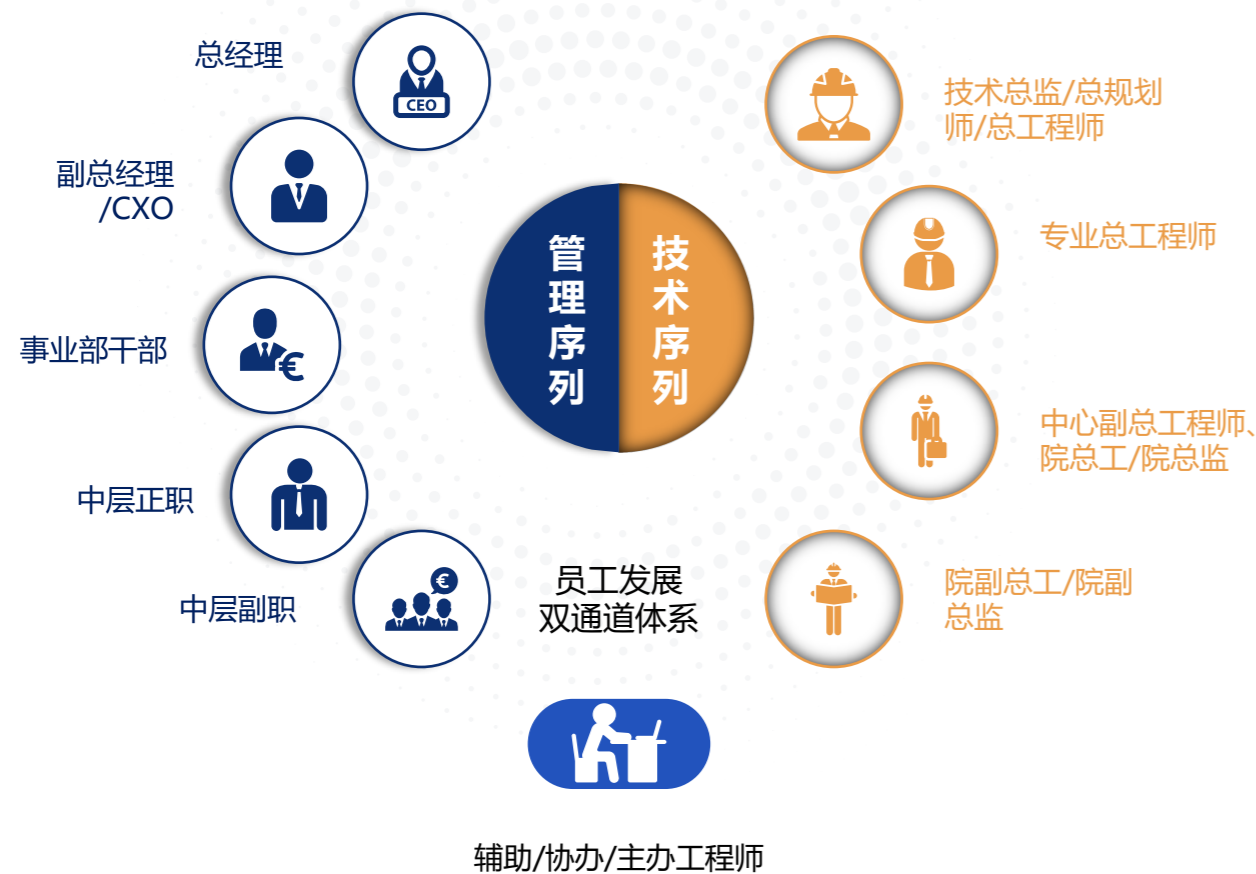 总经理
CEO
副总经理
/CXO
事业部干部
中层正职
中层副职
管理序列
技术序列
技术总监/总规划
师/总工程师
专业总工程师
中心副总工程师、
院总工/院总监
院副总工/院副
总监
员工发展
双通道体系
辅助/协办/主办工程师